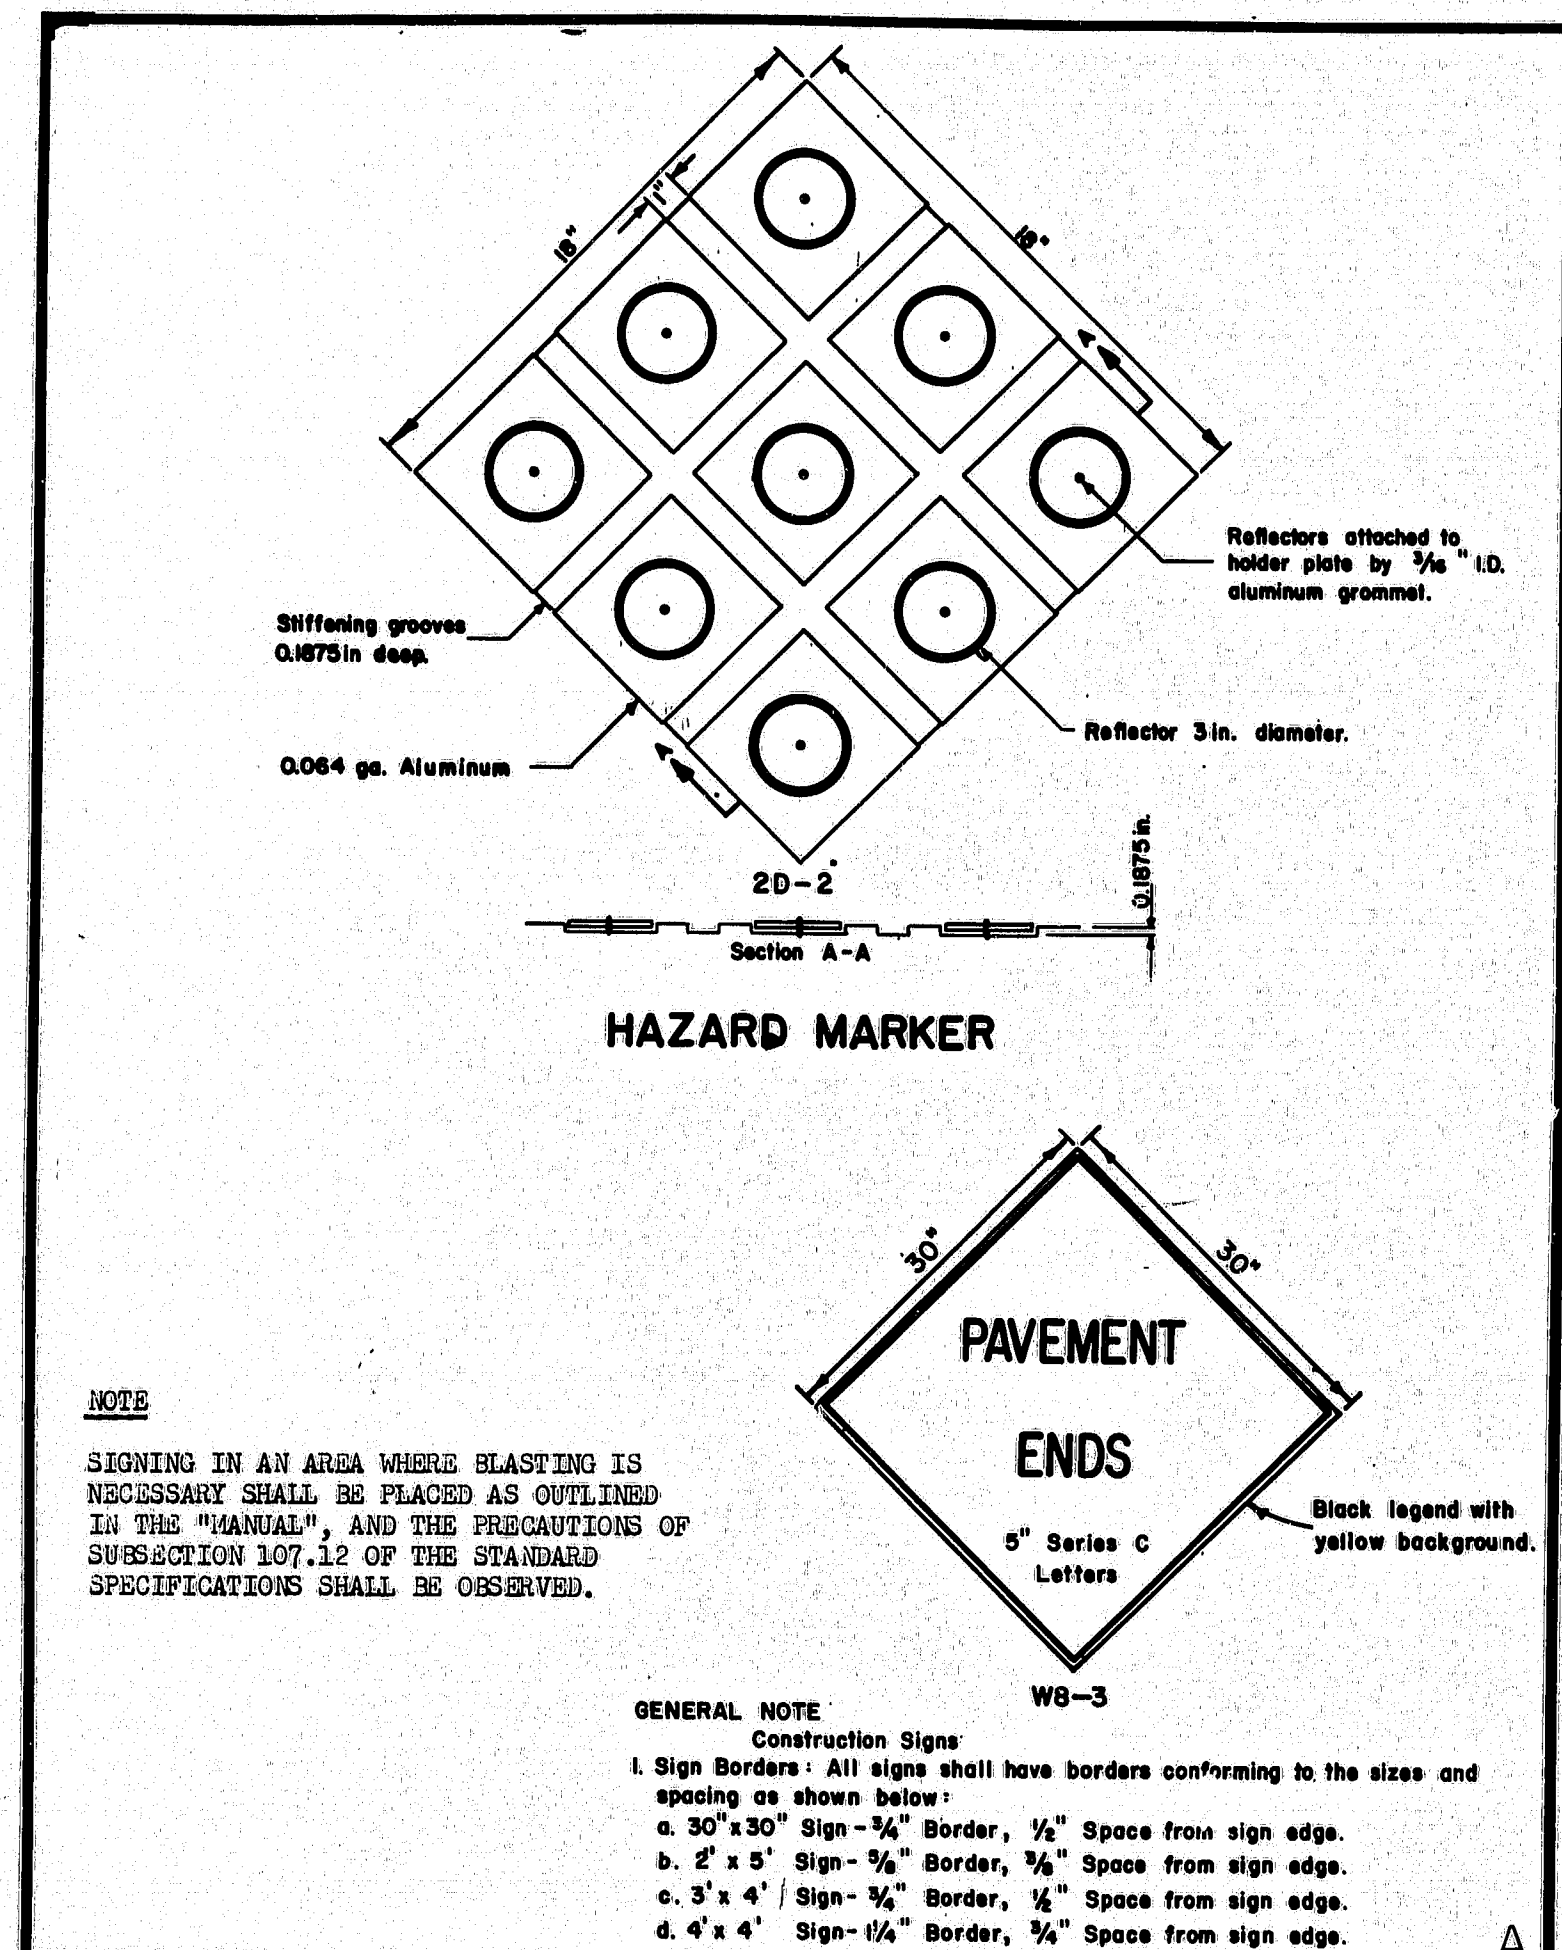 18"
1"
18"
A
Reflectors attached to
holder plate by 3/16 " I.D.
aluminum grommet.
Stiffening grooves
0.1875in deep.
Reflector 3in. diameter.
0.064 ga. Aluminum
A
2D-2
0.1875in.
Section A-A
HAZARD MARKER
30"
30"
PAVEMENT
ENDS
5" Series C
Letters
Black legend with
yellow background.
W8-3
NOTE
SIGNING IN AN AREA WHERE BLASTING IS
NECESSARY SHALL BE PLACED AS OUTLINED
IN THE "MANUAL", AND THE PRECAUTIONS OF
SUBSECTION 107.12 OF THE STANDARD
SPECIFICATIONS SHALL BE OBSERVED.
GENERAL NOTE
Construction Signs
1. Sign Borders: All signs shall have borders conforming to the sizes and
spacing as shown below:
a. 30"x30" Sign-3/4" Border, 1/2" Space from sign edge.
b. 2' x 5' Sign-5/8" Border, 3/8" Space from sign edge.
c. 3' x 4' Sign-3/4" Border, 1/2" Space from sign edge.
d. 4' x 4' Sign-1 1/4" Border, 3/4" Space from sign edge.